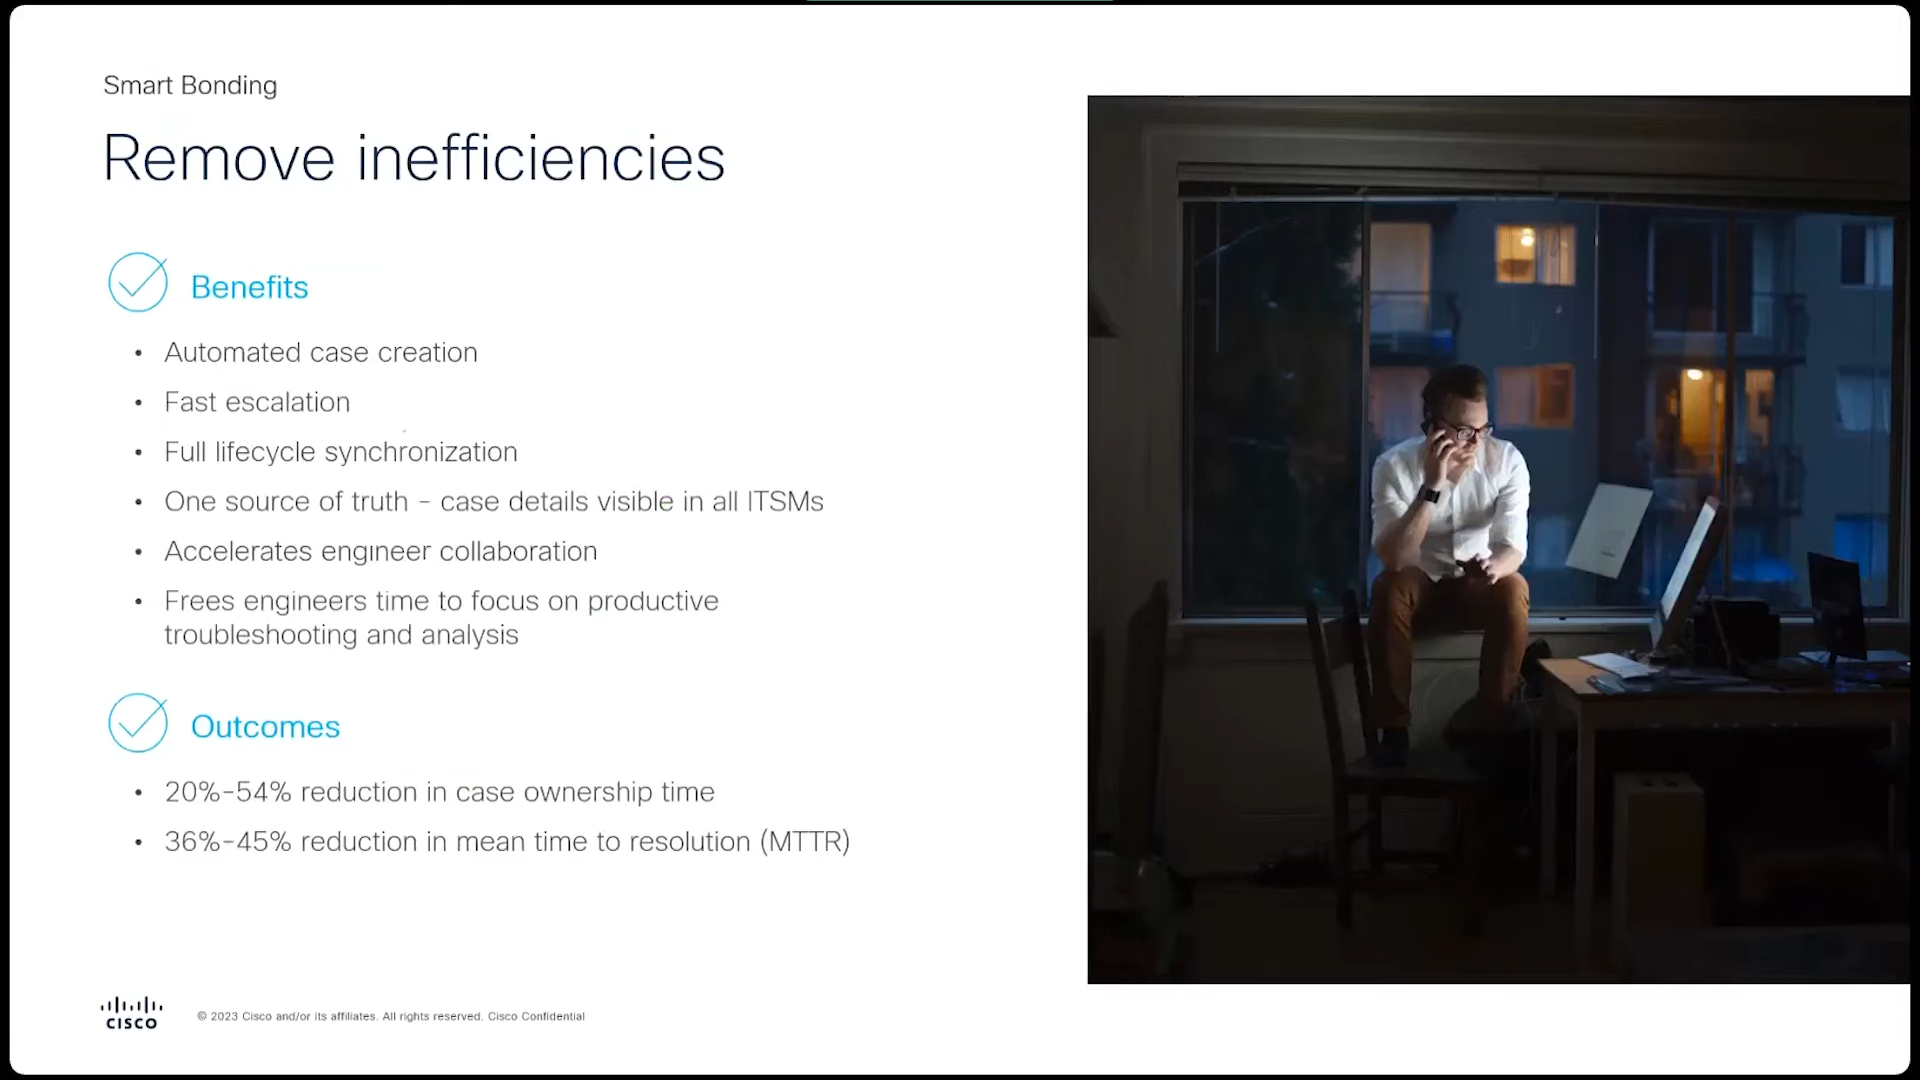 Smart Bonding
Remove inefficiencies
Benefits
• Automated case creation
• Fast escalation
• Full lifecycle synchronization
• One source of truth – case details visible in all ITSMs
• Accelerates engineer collaboration
• Frees engineers time to focus on productive
troubleshooting and analysis
Outcomes
• 20%-54% reduction in case ownership time
• 36%-45% reduction in mean time to resolution (MTTR)
CISCO
© 2023 Cisco and/or its affiliates. All rights reserved. Cisco Confidential